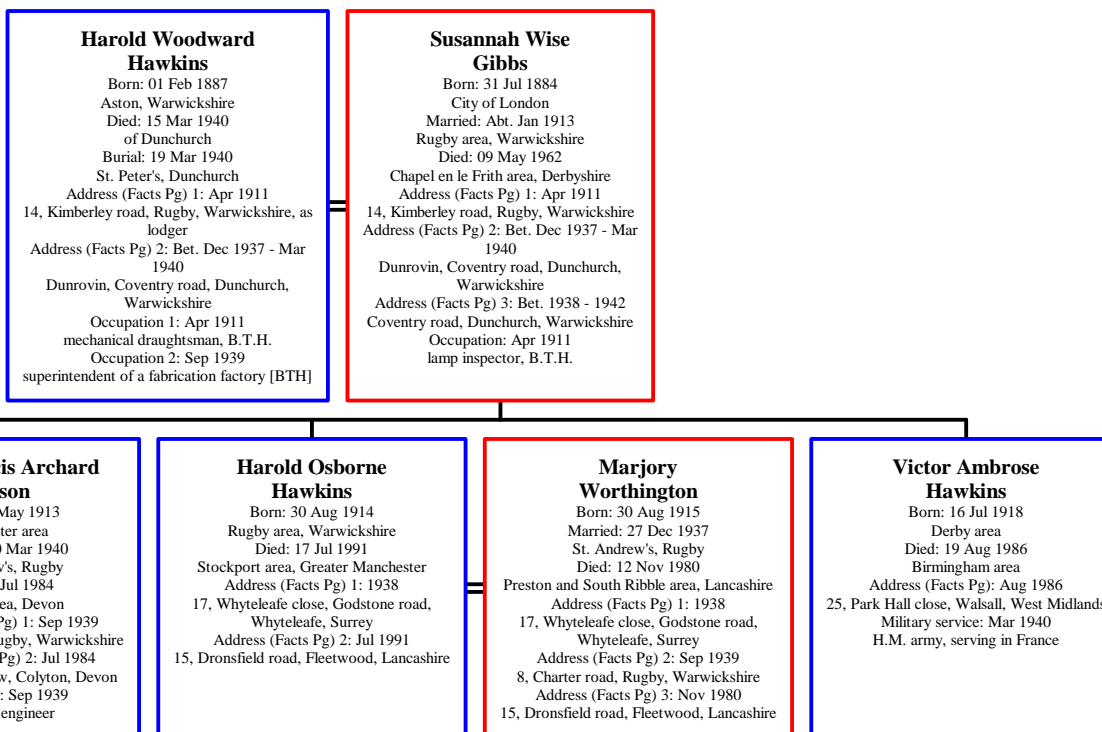 Harold Woodward
Hawkins
Born: 01 Feb 1887
Aston, Warwickshire
Died: 15 Mar 1940
of Dunchurch
Burial: 19 Mar 1940
St. Peter's, Dunchurch
Address (Facts Pg) 1: Apr 1911
14, Kimberley road, Rugby, Warwickshire, as
lodger
Address (Facts Pg) 2: Bet. Dec 1937 - Mar
1940
Dunrovin, Coventry road, Dunchurch,
Warwickshire
Occupation 1: Apr 1911
mechanical draughtsman, B.T.H.
Occupation 2: Sep 1939
superintendent of a fabrication factory [BTH]
Susannah Wise
Gibbs
Born: 31 Jul 1884
City of London
Married: Abt. Jan 1913
Rugby area, Warwickshire
Died: 09 May 1962
Chapel en le Frith area, Derbyshire
Address (Facts Pg) 1: Apr 1911
14, Kimberley road, Rugby, Warwickshire
Address (Facts Pg) 2: Bet. Dec 1937 - Mar
1940
Dunrovin, Coventry road, Dunchurch,
Warwickshire
Address (Facts Pg) 3: Bet. 1938 - 1942
Coventry road, Dunchurch, Warwickshire
Occupation: Apr 1911
lamp inspector, B.T.H.
Archard
May 1913
area
Mar 1940
Rugby
Jul 1984
Devon
1: Sep 1939
Warwickshire
2: Jul 1984
Colyton, Devon
: Sep 1939
engineer
Harold Osborne
Hawkins
Born: 30 Aug 1914
Rugby area, Warwickshire
Died: 17 Jul 1991
Stockport area, Greater Manchester
Address (Facts Pg) 1: 1938
17, Whyteleafe close, Godstone road,
Whyteleafe, Surrey
Address (Facts Pg) 2: Jul 1991
15, Dronsfield road, Fleetwood, Lancashire
Marjory
Worthington
Born: 30 Aug 1915
Married: 27 Dec 1937
St. Andrew's, Rugby
Died: 12 Nov 1980
Preston and South Ribble area, Lancashire
Address (Facts Pg) 1: 1938
17, Whyteleafe close, Godstone road,
Whyteleafe, Surrey
Address (Facts Pg) 2: Sep 1939
8, Charter road, Rugby, Warwickshire
Address (Facts Pg) 3: Nov 1980
15, Dronsfield road, Fleetwood, Lancashire
Victor Ambrose
Hawkins
Born: 16 Jul 1918
Derby area
Died: 19 Aug 1986
Birmingham area
Address (Facts Pg): Aug 1986
25, Park Hall close, Walsall, West Midlands
Military service: Mar 1940
H.M. army, serving in France